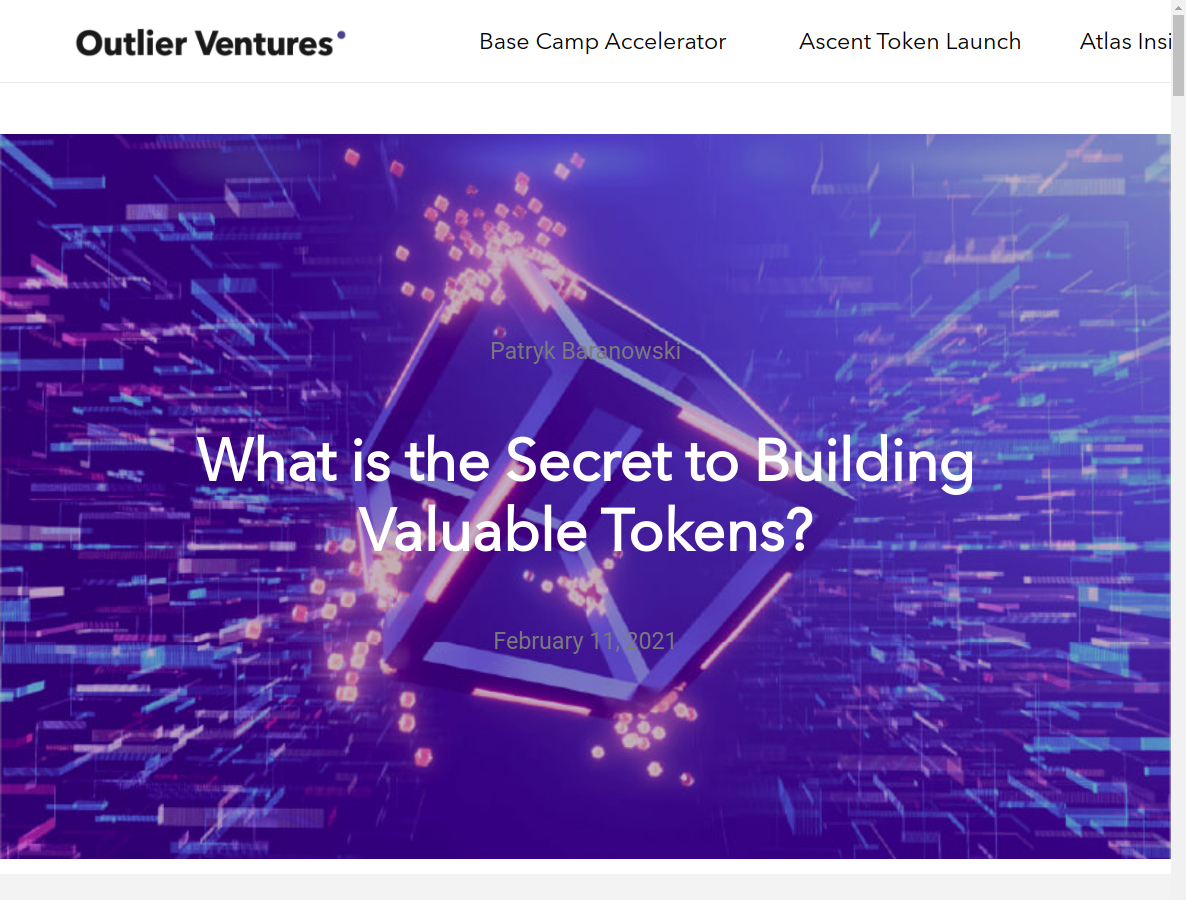 Outlier Ventures
Base Camp Accelerator
Ascent Token Launch
Atlas Insi
Patryk Baranowski
What is the Secret to Building
Valuable Tokens?
February 11, 2021